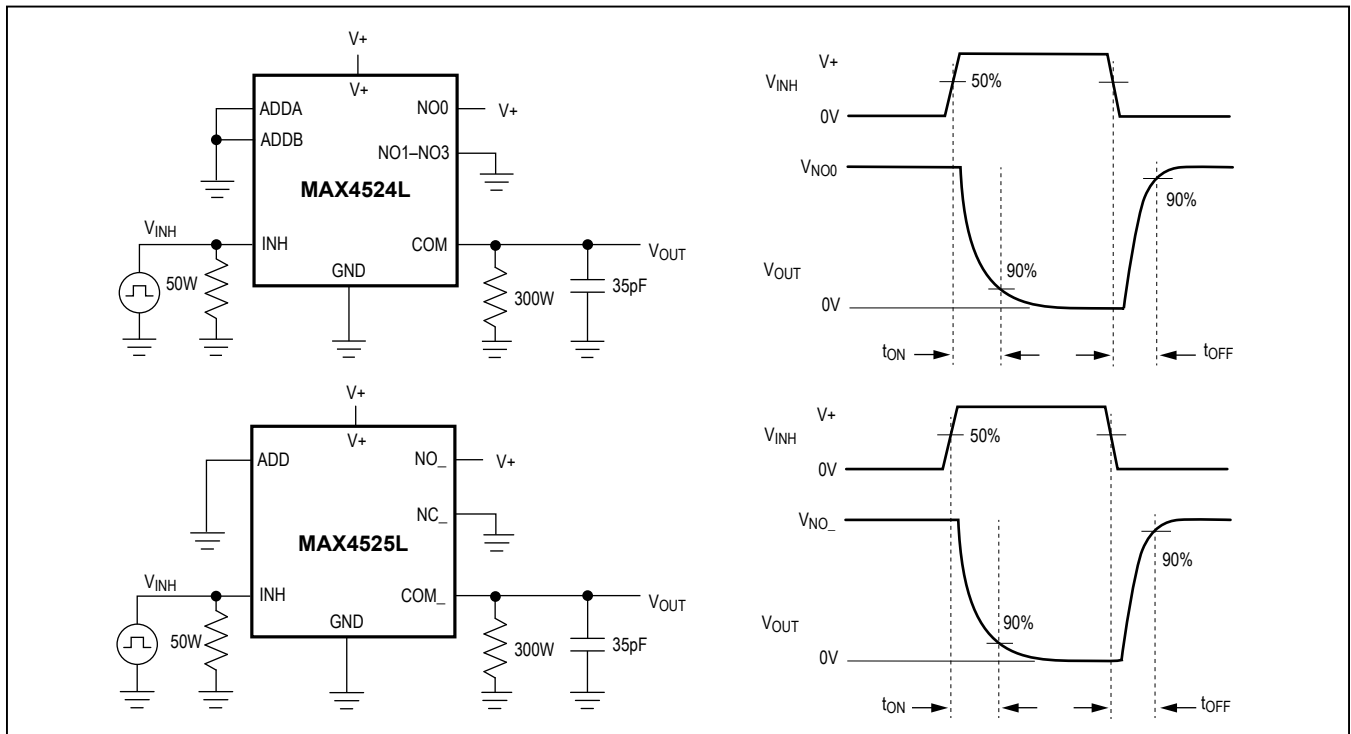 V+
V+
ADDA
ADDB
NO0
V+
NO1–NO3
MAX4524L
VINH
INH
COM
VOUT
GND
50W
300W
35pF
V+
VINH
50%
0V
VNO0
90%
90%
VOUT
0V
tON
tOFF
V+
V+
ADD
NO_
V+
NC_
MAX4525L
VINH
INH
COM_
VOUT
GND
50W
300W
35pF
V+
VINH
50%
0V
VNO_
90%
90%
VOUT
0V
tON
tOFF